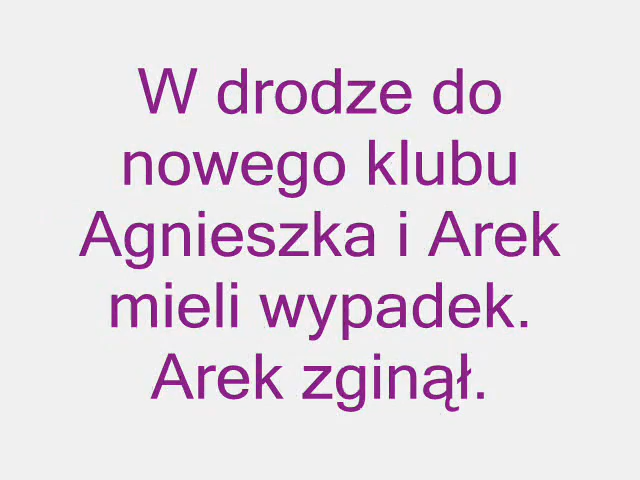 W drodze do
nowego klubu
Agnieszka i Arek
mieli wypadek.
Arek zginął.